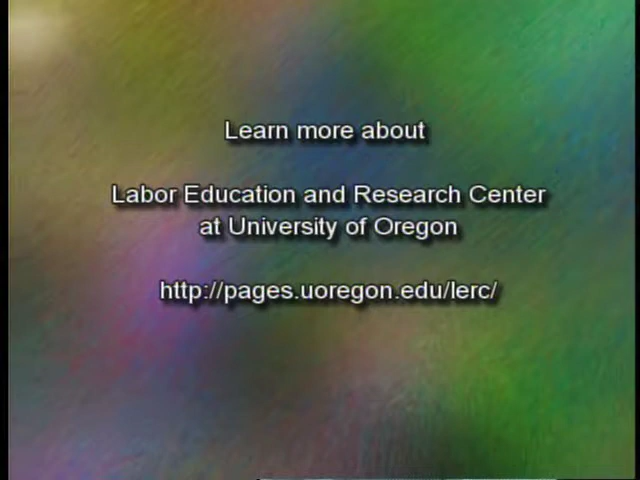 Learn more about
Labor Education and Research Center
at University of Oregon
http://pages.uoregon.edu/lerc/